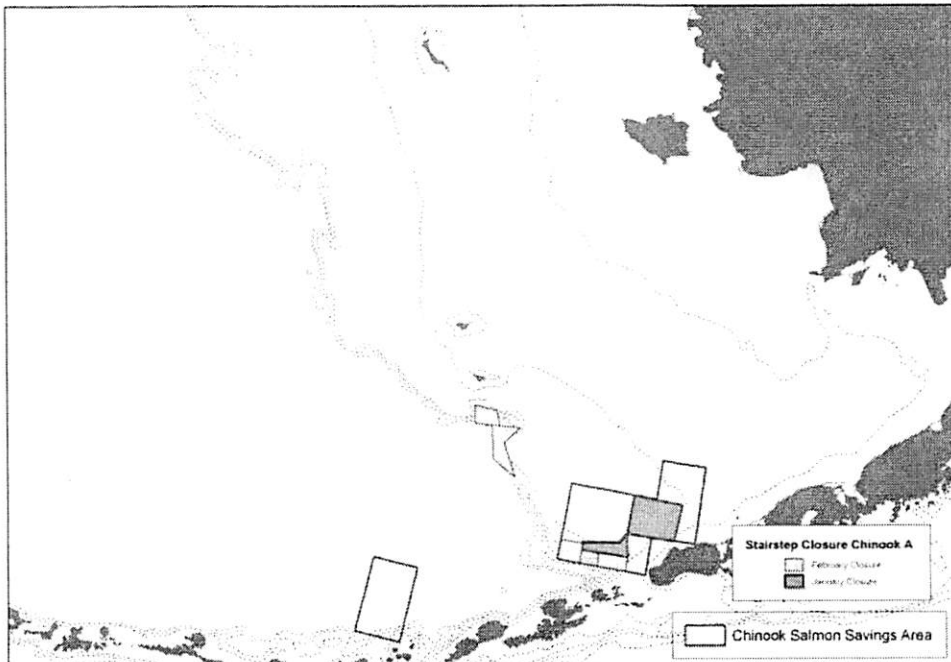 Stairstep Closure Chinook A
February Closure
January Closure
Chinook Salmon Savings Area